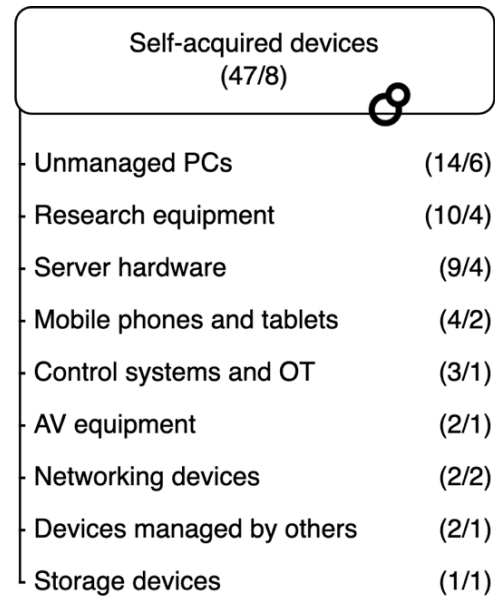 Self-acquired devices
(47/8)
Unmanaged PCs (14/6)
Research equipment (10/4)
Server hardware (9/4)
Mobile phones and tablets (4/2)
Control systems and OT (3/1)
AV equipment (2/1)
Networking devices (2/2)
Devices managed by others (2/1)
Storage devices (1/1)